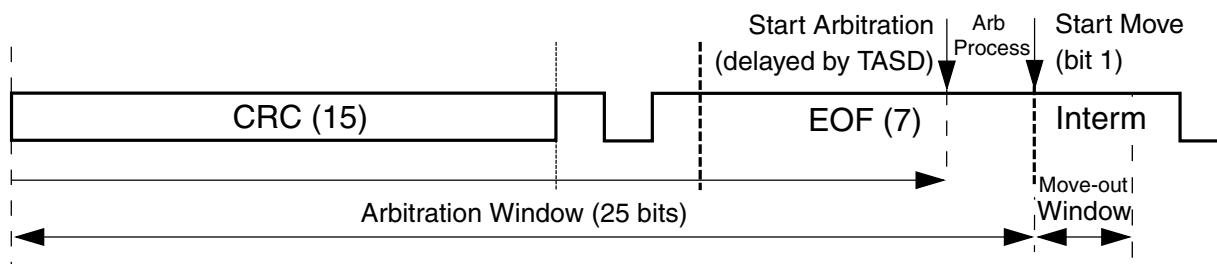 Start Arbitration
(delayed by TASD)
Arb
Process
Start Move
(bit 1)
CRC (15)
EOF (7)
Interm
Move-out
Window
Arbitration Window (25 bits)